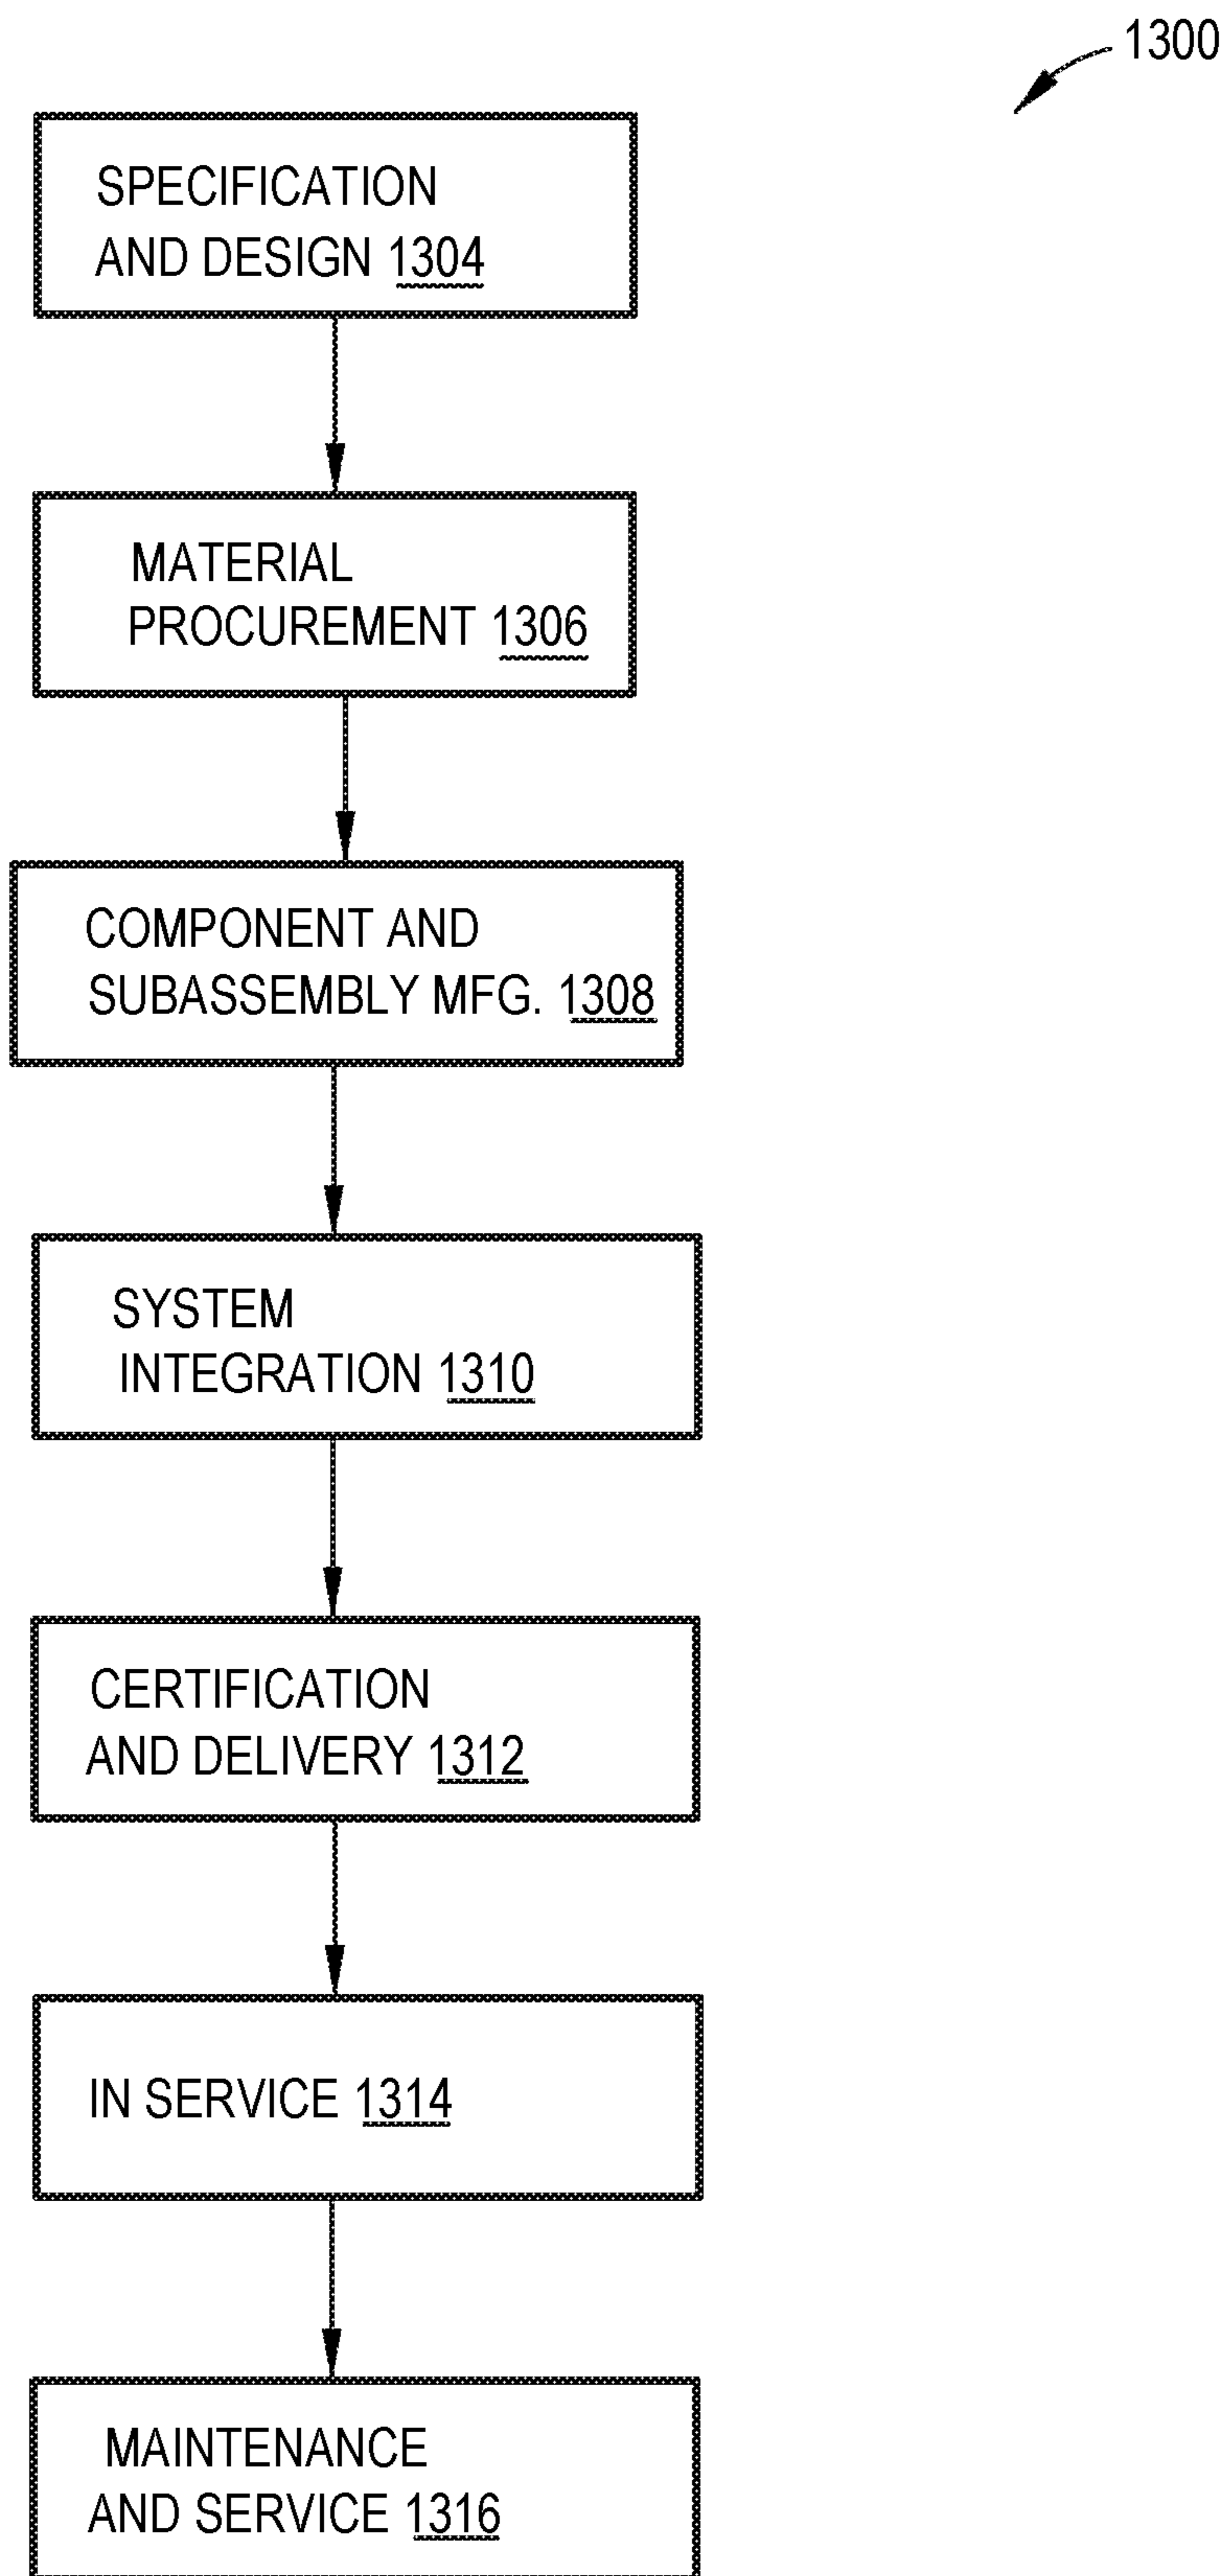 1300
SPECIFICATION
AND DESIGN 1304
MATERIAL
PROCUREMENT 1306
COMPONENT AND
SUBASSEMBLY MFG. 1308
SYSTEM
INTEGRATION 1310
CERTIFICATION
AND DELIVERY 1312
IN SERVICE 1314
MAINTENANCE
AND SERVICE 1316